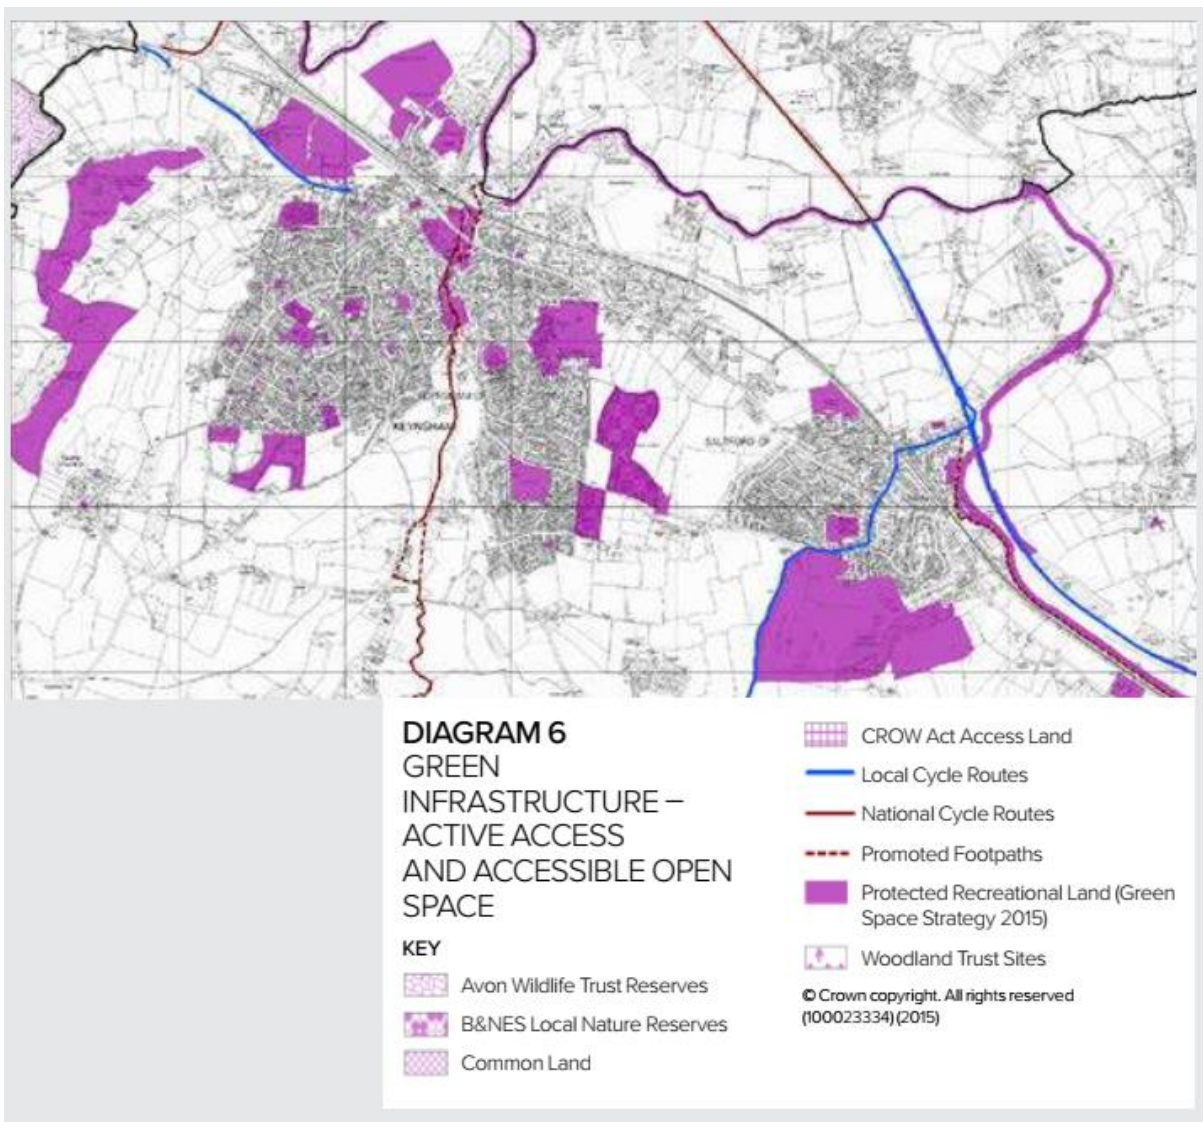 KEYNSHAM
SALTFORD CP
DIAGRAM 6
GREEN
INFRASTRUCTURE –
ACTIVE ACCESS
AND ACCESSIBLE OPEN
SPACE
KEY
Avon Wildlife Trust Reserves
B&NES Local Nature Reserves
Common Land
CROW Act Access Land
Local Cycle Routes
National Cycle Routes
Promoted Footpaths
Protected Recreational Land (Green
Space Strategy 2015)
Woodland Trust Sites
© Crown copyright. All rights reserved
(100023334) (2015)